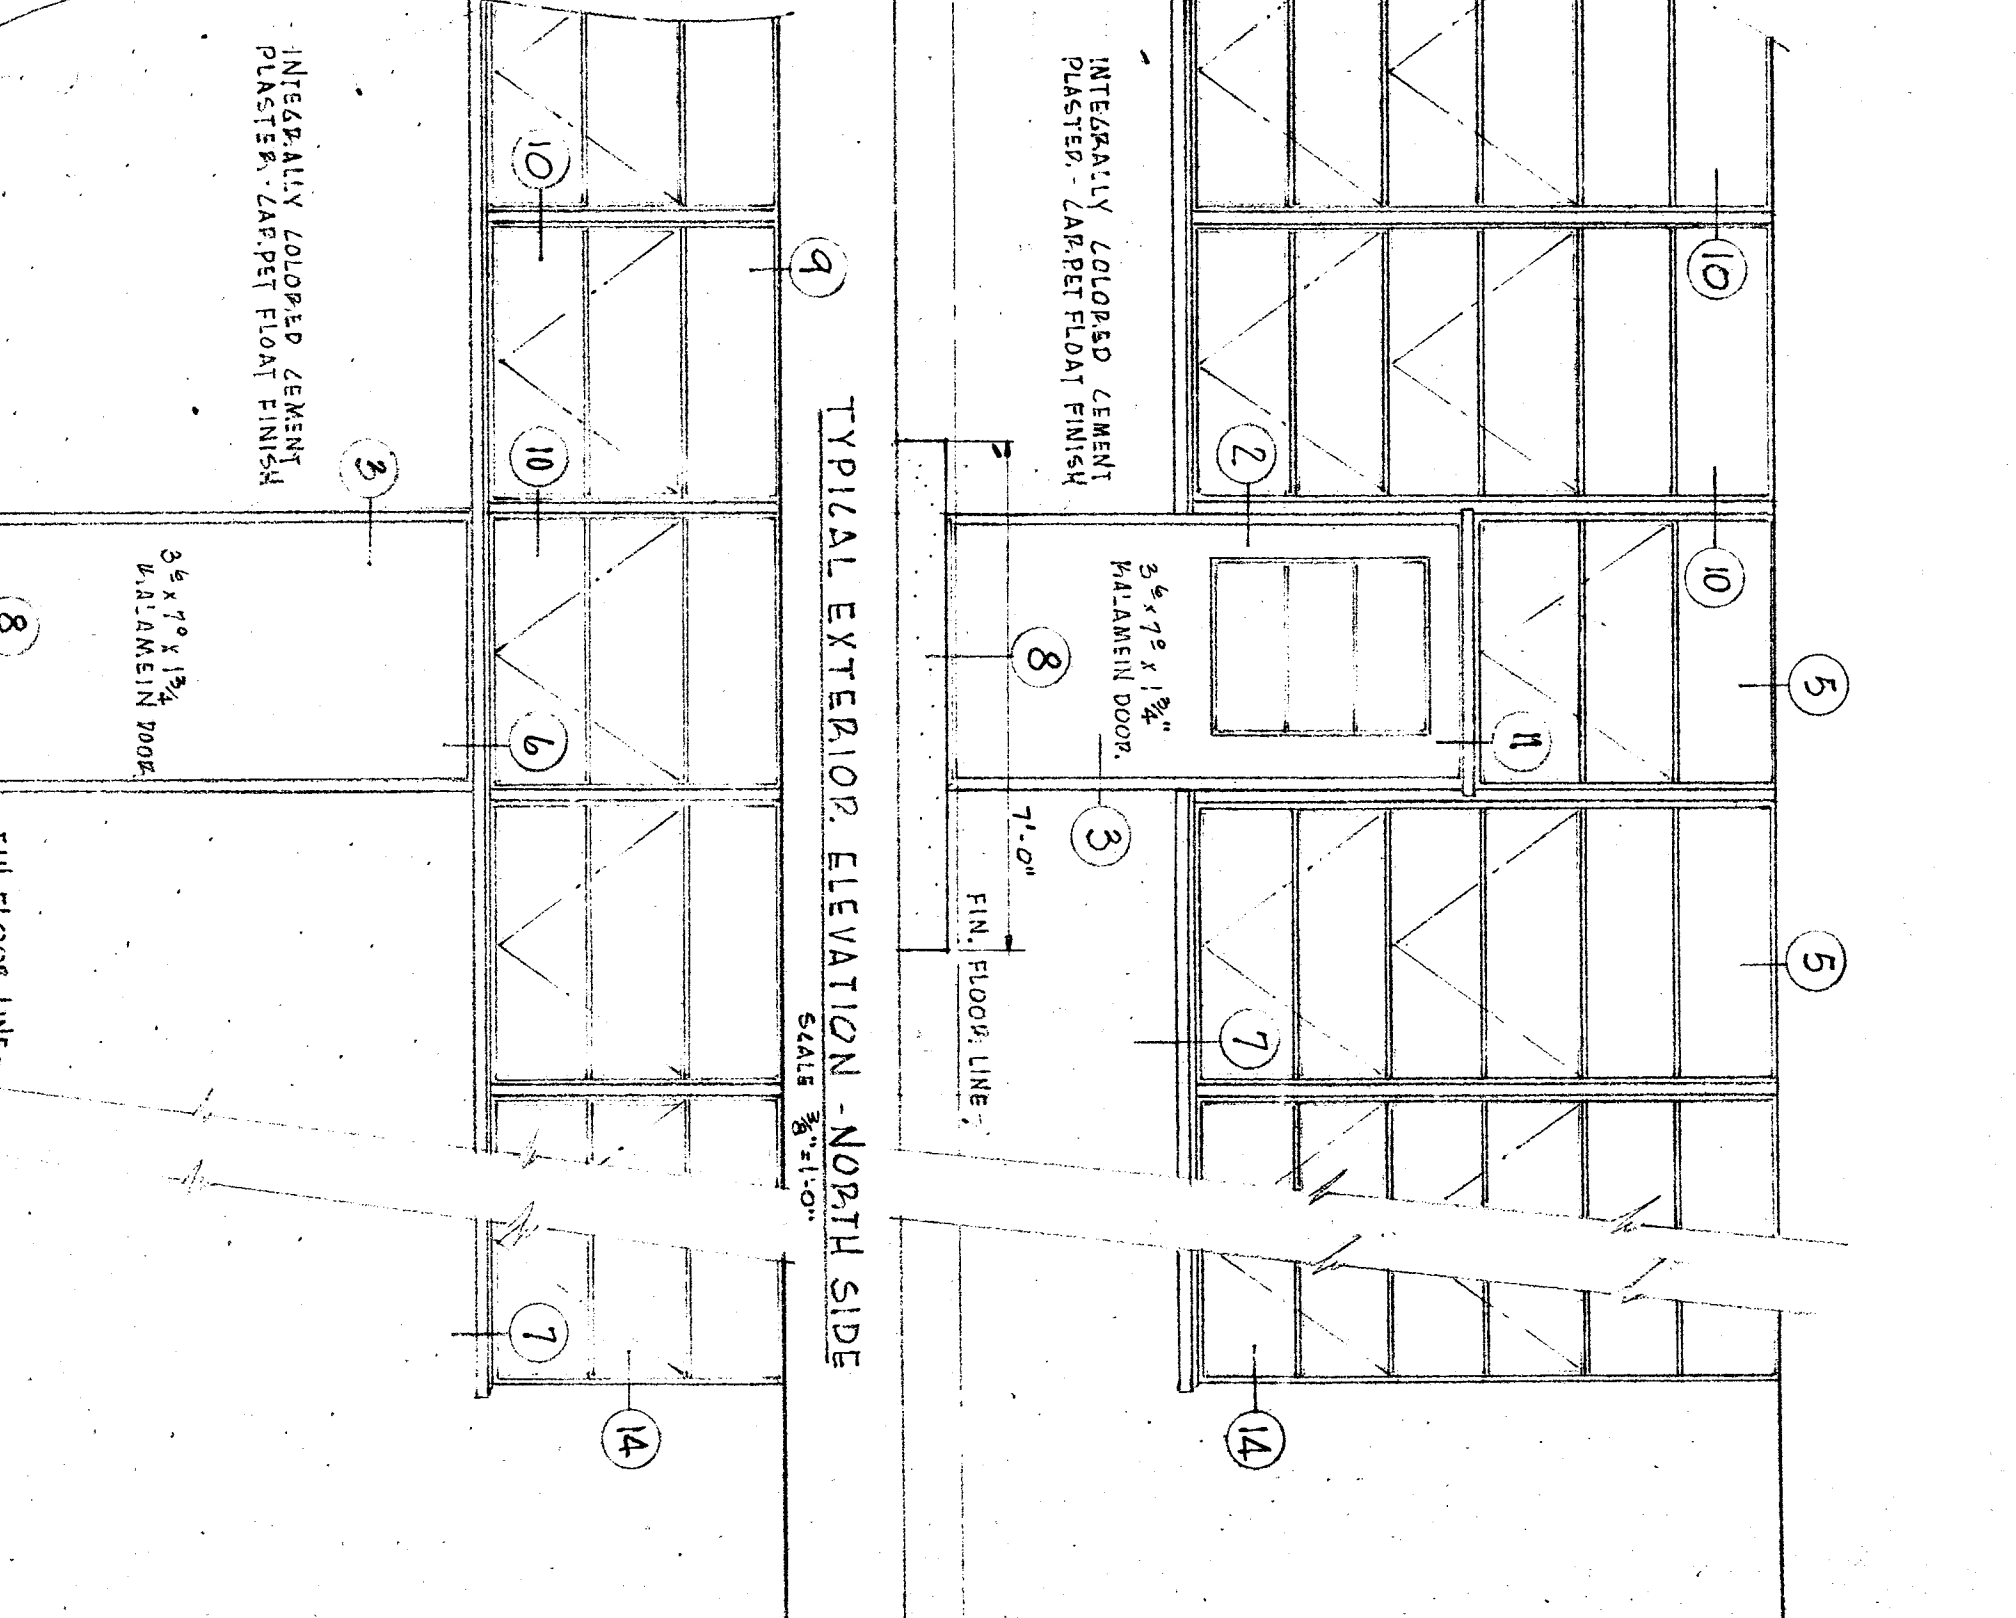 10
10
5
5
10
2
11
7
14
INTEGRALLY COLORED CEMENT
PLASTER - CARPET FLOAT FINISH
3⁶ x 7⁰ x 1¾"
KALAMEIN DOOR.
3
8
7'-0"
FIN. FLOOR LINE
TYPICAL EXTERIOR ELEVATION - NORTH SIDE
SCALE ⅜"=1'-0"
9
10
10
6
7
14
INTEGRALLY COLORED CEMENT
PLASTER - CARPET FLOAT FINISH
3
3⁶ x 7⁰ x 1¾
KALAMEIN DOOR
8
FLOOR LINE